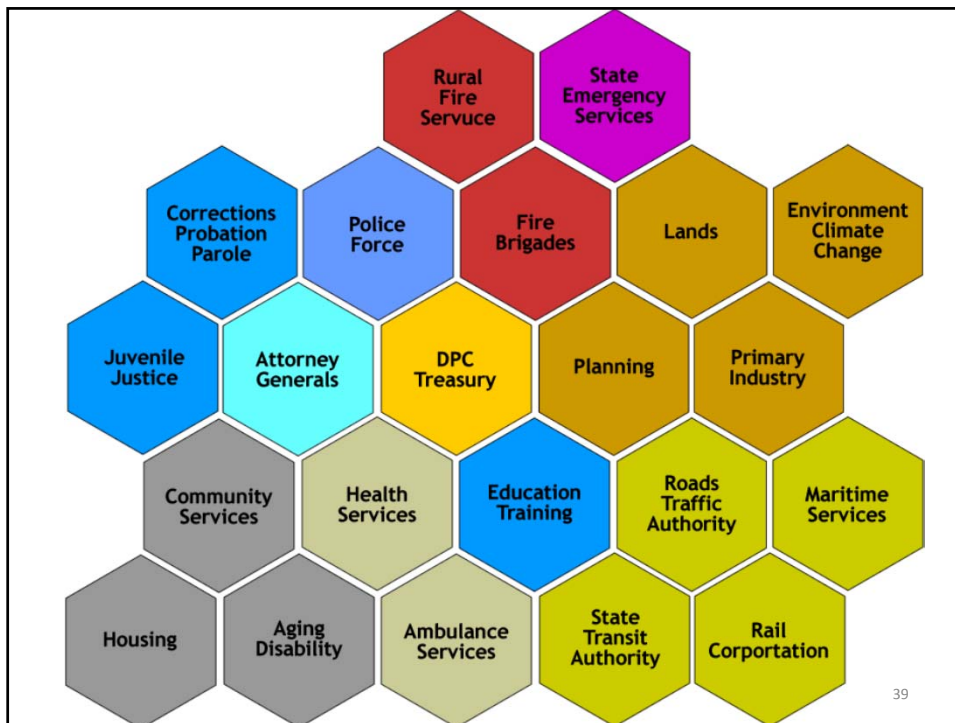 Rural
Fire
Servuce
State
Emergency
Services
Corrections
Probation
Parole
Police
Force
Fire
Brigades
Lands
Environment
Climate
Change
Juvenile
Justice
Attorney
Generals
DPC
Treasury
Planning
Primary
Industry
Community
Services
Health
Services
Education
Training
Roads
Traffic
Authority
Maritime
Services
Housing
Aging
Disability
Ambulance
Services
State
Transit
Authority
Rail
Corportation
39